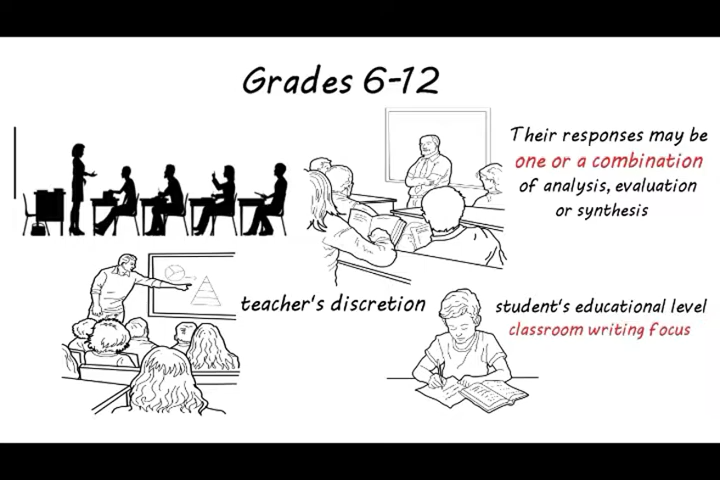 Grades 6-12
Their responses may be
one or a combination
of analysis, evaluation
or synthesis
teacher's discretion
student's educational level
classroom writing focus